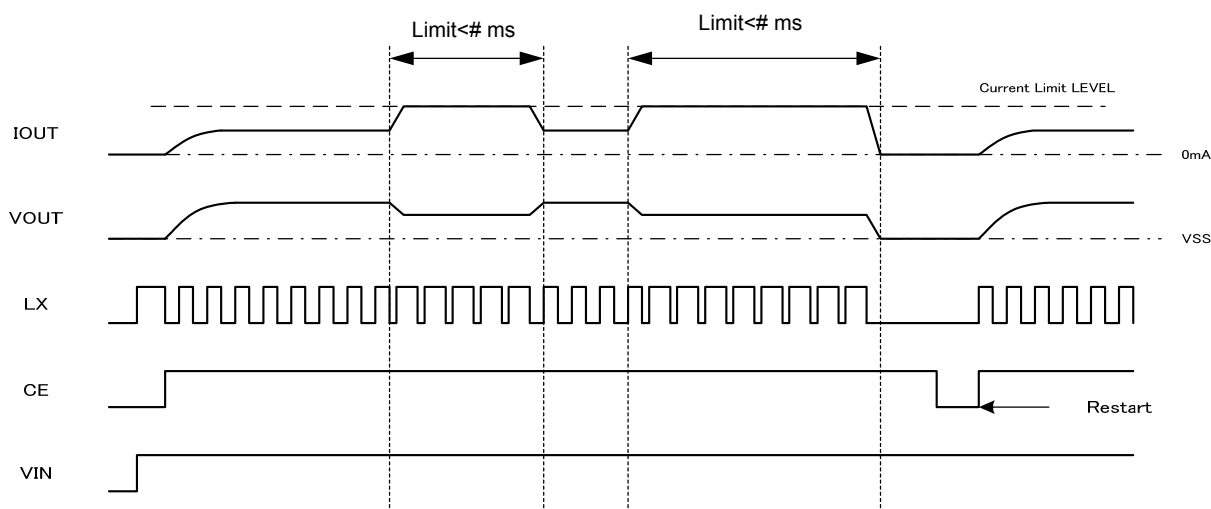 Limit<# ms
Limit<# ms
Current Limit LEVEL
IOUT
0mA
VOUT
VSS
LX
CE
Restart
VIN